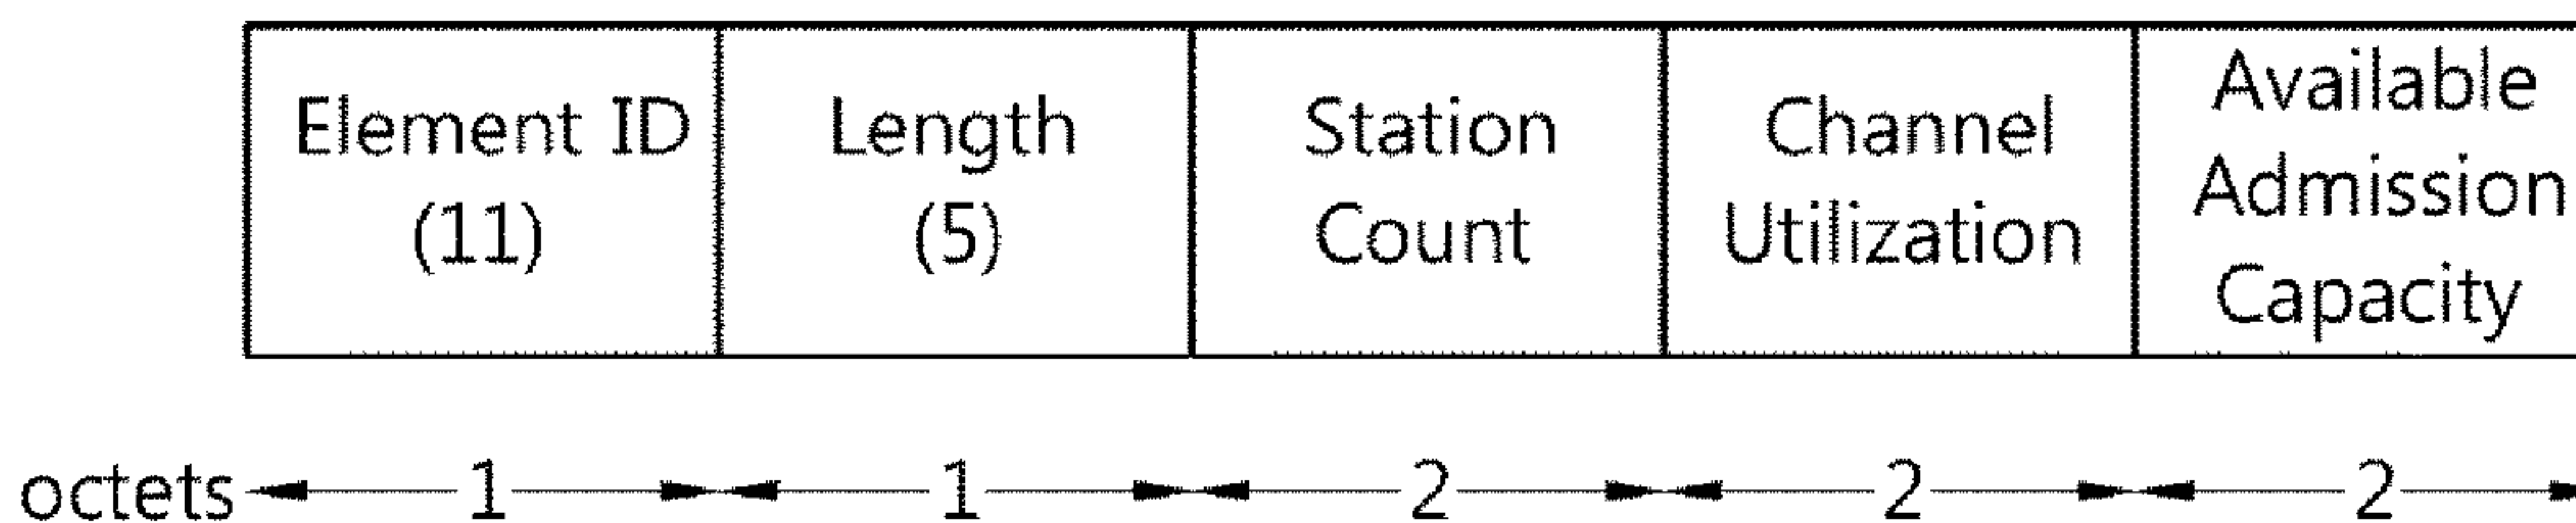 Element ID
(11)
Length
(5)
Station
Count
Channel
Utilization
Available
Admission
Capacity
octets 1 1 2 2 2